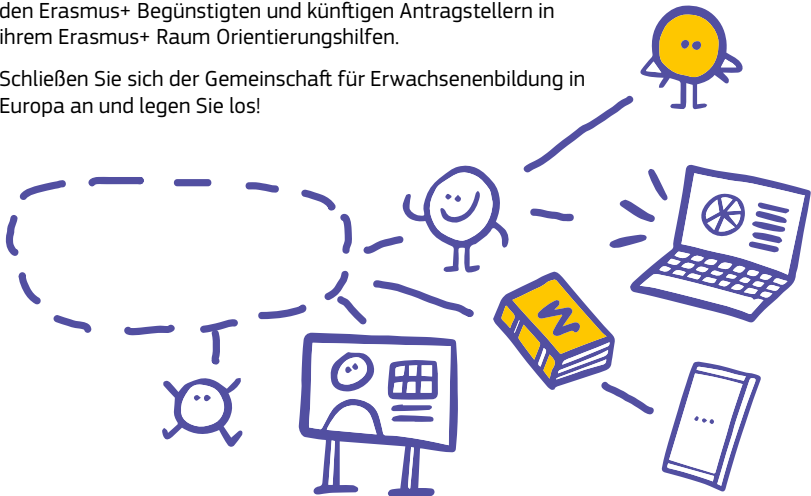 den Erasmus+ Begünstigten und künftigen Antragstellern in
ihrem Erasmus+ Raum Orientierungshilfen.
Schließen Sie sich der Gemeinschaft für Erwachsenenbildung in
Europa an und legen Sie los!
W